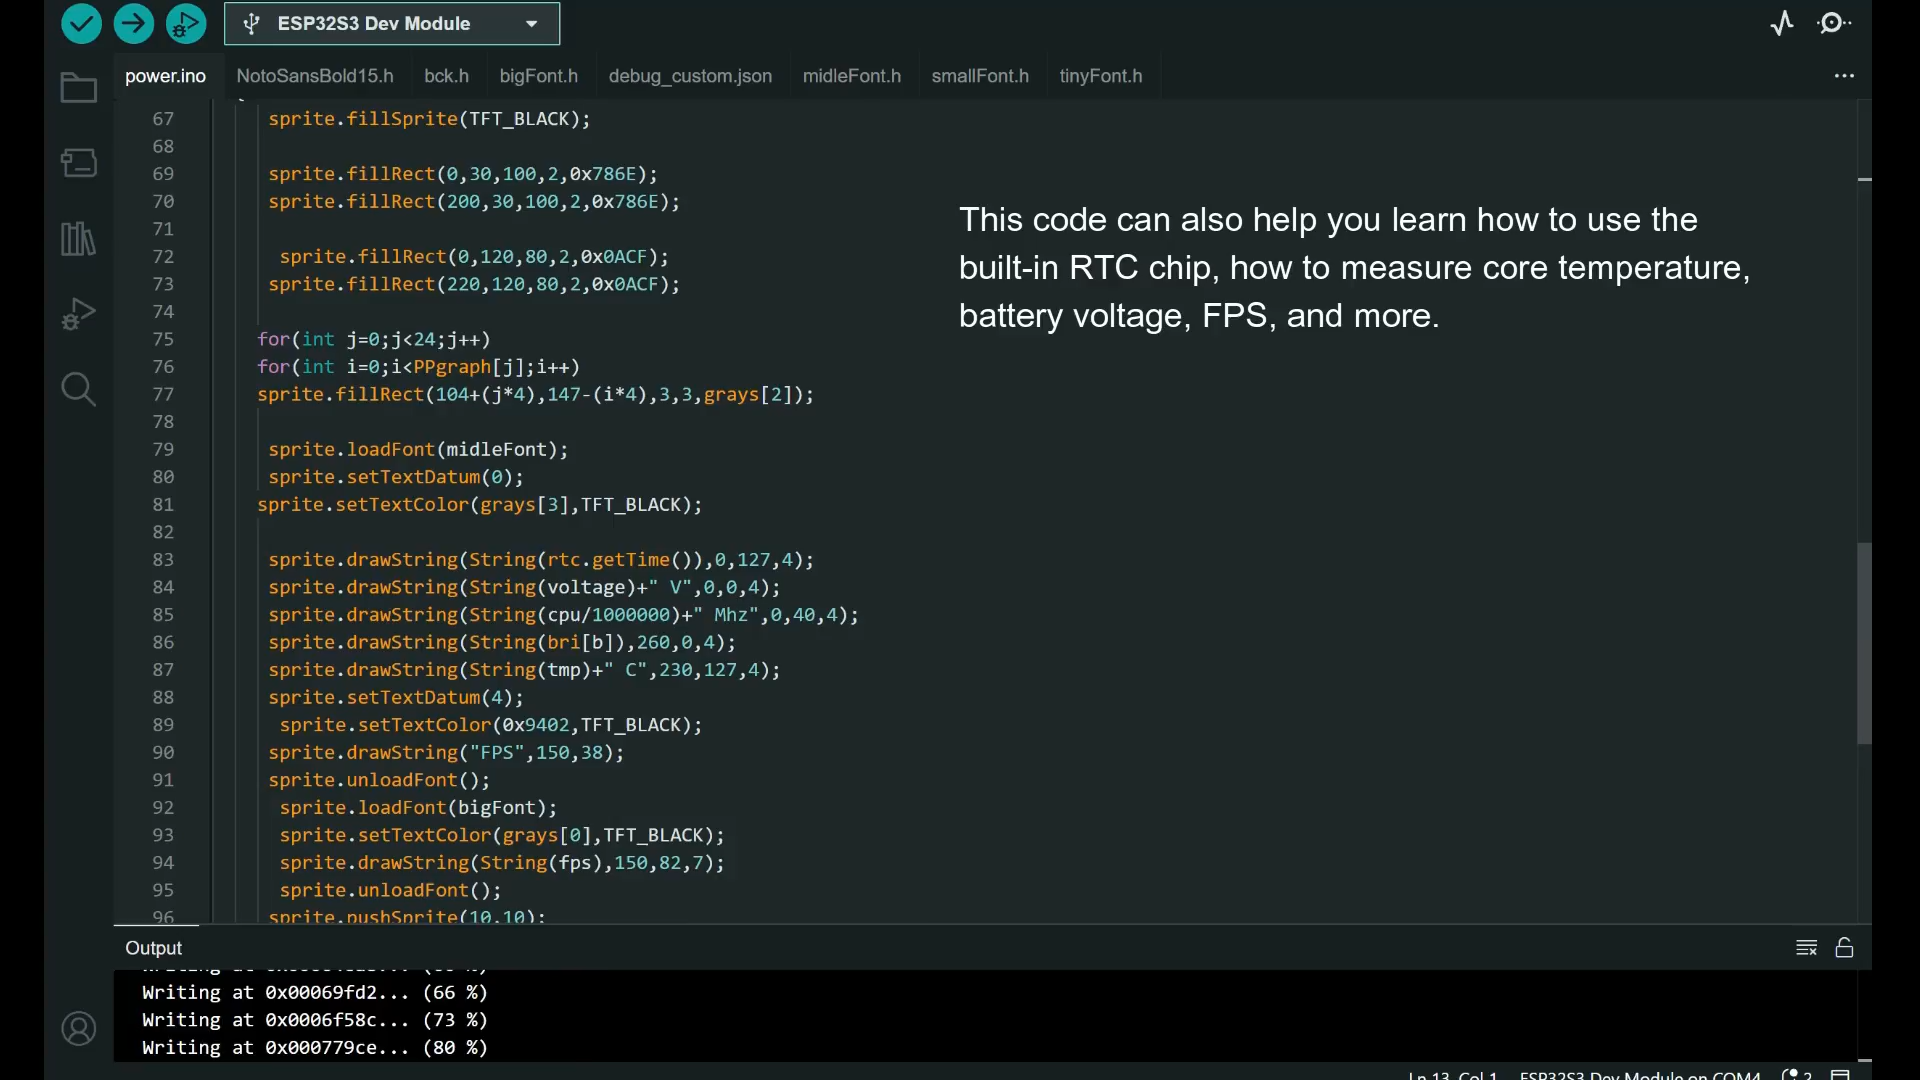 ESP32S3 Dev Module
power.ino NotoSansBold15.h bck.h bigFont.h debug_custom.json midleFont.h smallFont.h tinyFont.h
67 sprite.fillSprite(TFT_BLACK);
68
69 sprite.fillRect(0,30,100,2,0x786E);
70 sprite.fillRect(200,30,100,2,0x786E);
71
72 sprite.fillRect(0,120,80,2,0x0ACF);
73 sprite.fillRect(220,120,80,2,0x0ACF);
74
75 for(int j=0;j<24;j++)
76 for(int i=0;i<PPgraph[j];i++)
77 sprite.fillRect(104+(j*4),147-(i*4),3,3,grays[2]);
78
79 sprite.loadFont(midleFont);
80 sprite.setTextDatum(0);
81 sprite.setTextColor(grays[3],TFT_BLACK);
82
83 sprite.drawString(String(rtc.getTime()),0,127,4);
84 sprite.drawString(String(voltage)+" V",0,0,4);
85 sprite.drawString(String(cpu/1000000)+" Mhz",0,40,4);
86 sprite.drawString(String(bri[b]),260,0,4);
87 sprite.drawString(String(tmp)+" C",230,127,4);
88 sprite.setTextDatum(4);
89 sprite.setTextColor(0x9402,TFT_BLACK);
90 sprite.drawString("FPS",150,38);
91 sprite.unloadFont();
92 sprite.loadFont(bigFont);
93 sprite.setTextColor(grays[0],TFT_BLACK);
94 sprite.drawString(String(fps),150,82,7);
95 sprite.unloadFont();
96 sprite.pushSprite(10,10);
This code can also help you learn how to use the
built-in RTC chip, how to measure core temperature,
battery voltage, FPS, and more.
Output
Writing at 0x00069fd2... (66 %)
Writing at 0x0006f58c... (73 %)
Writing at 0x000779ce... (80 %)
Ln 13, Col 1 ESP32S3 Dev Module on COM4 2